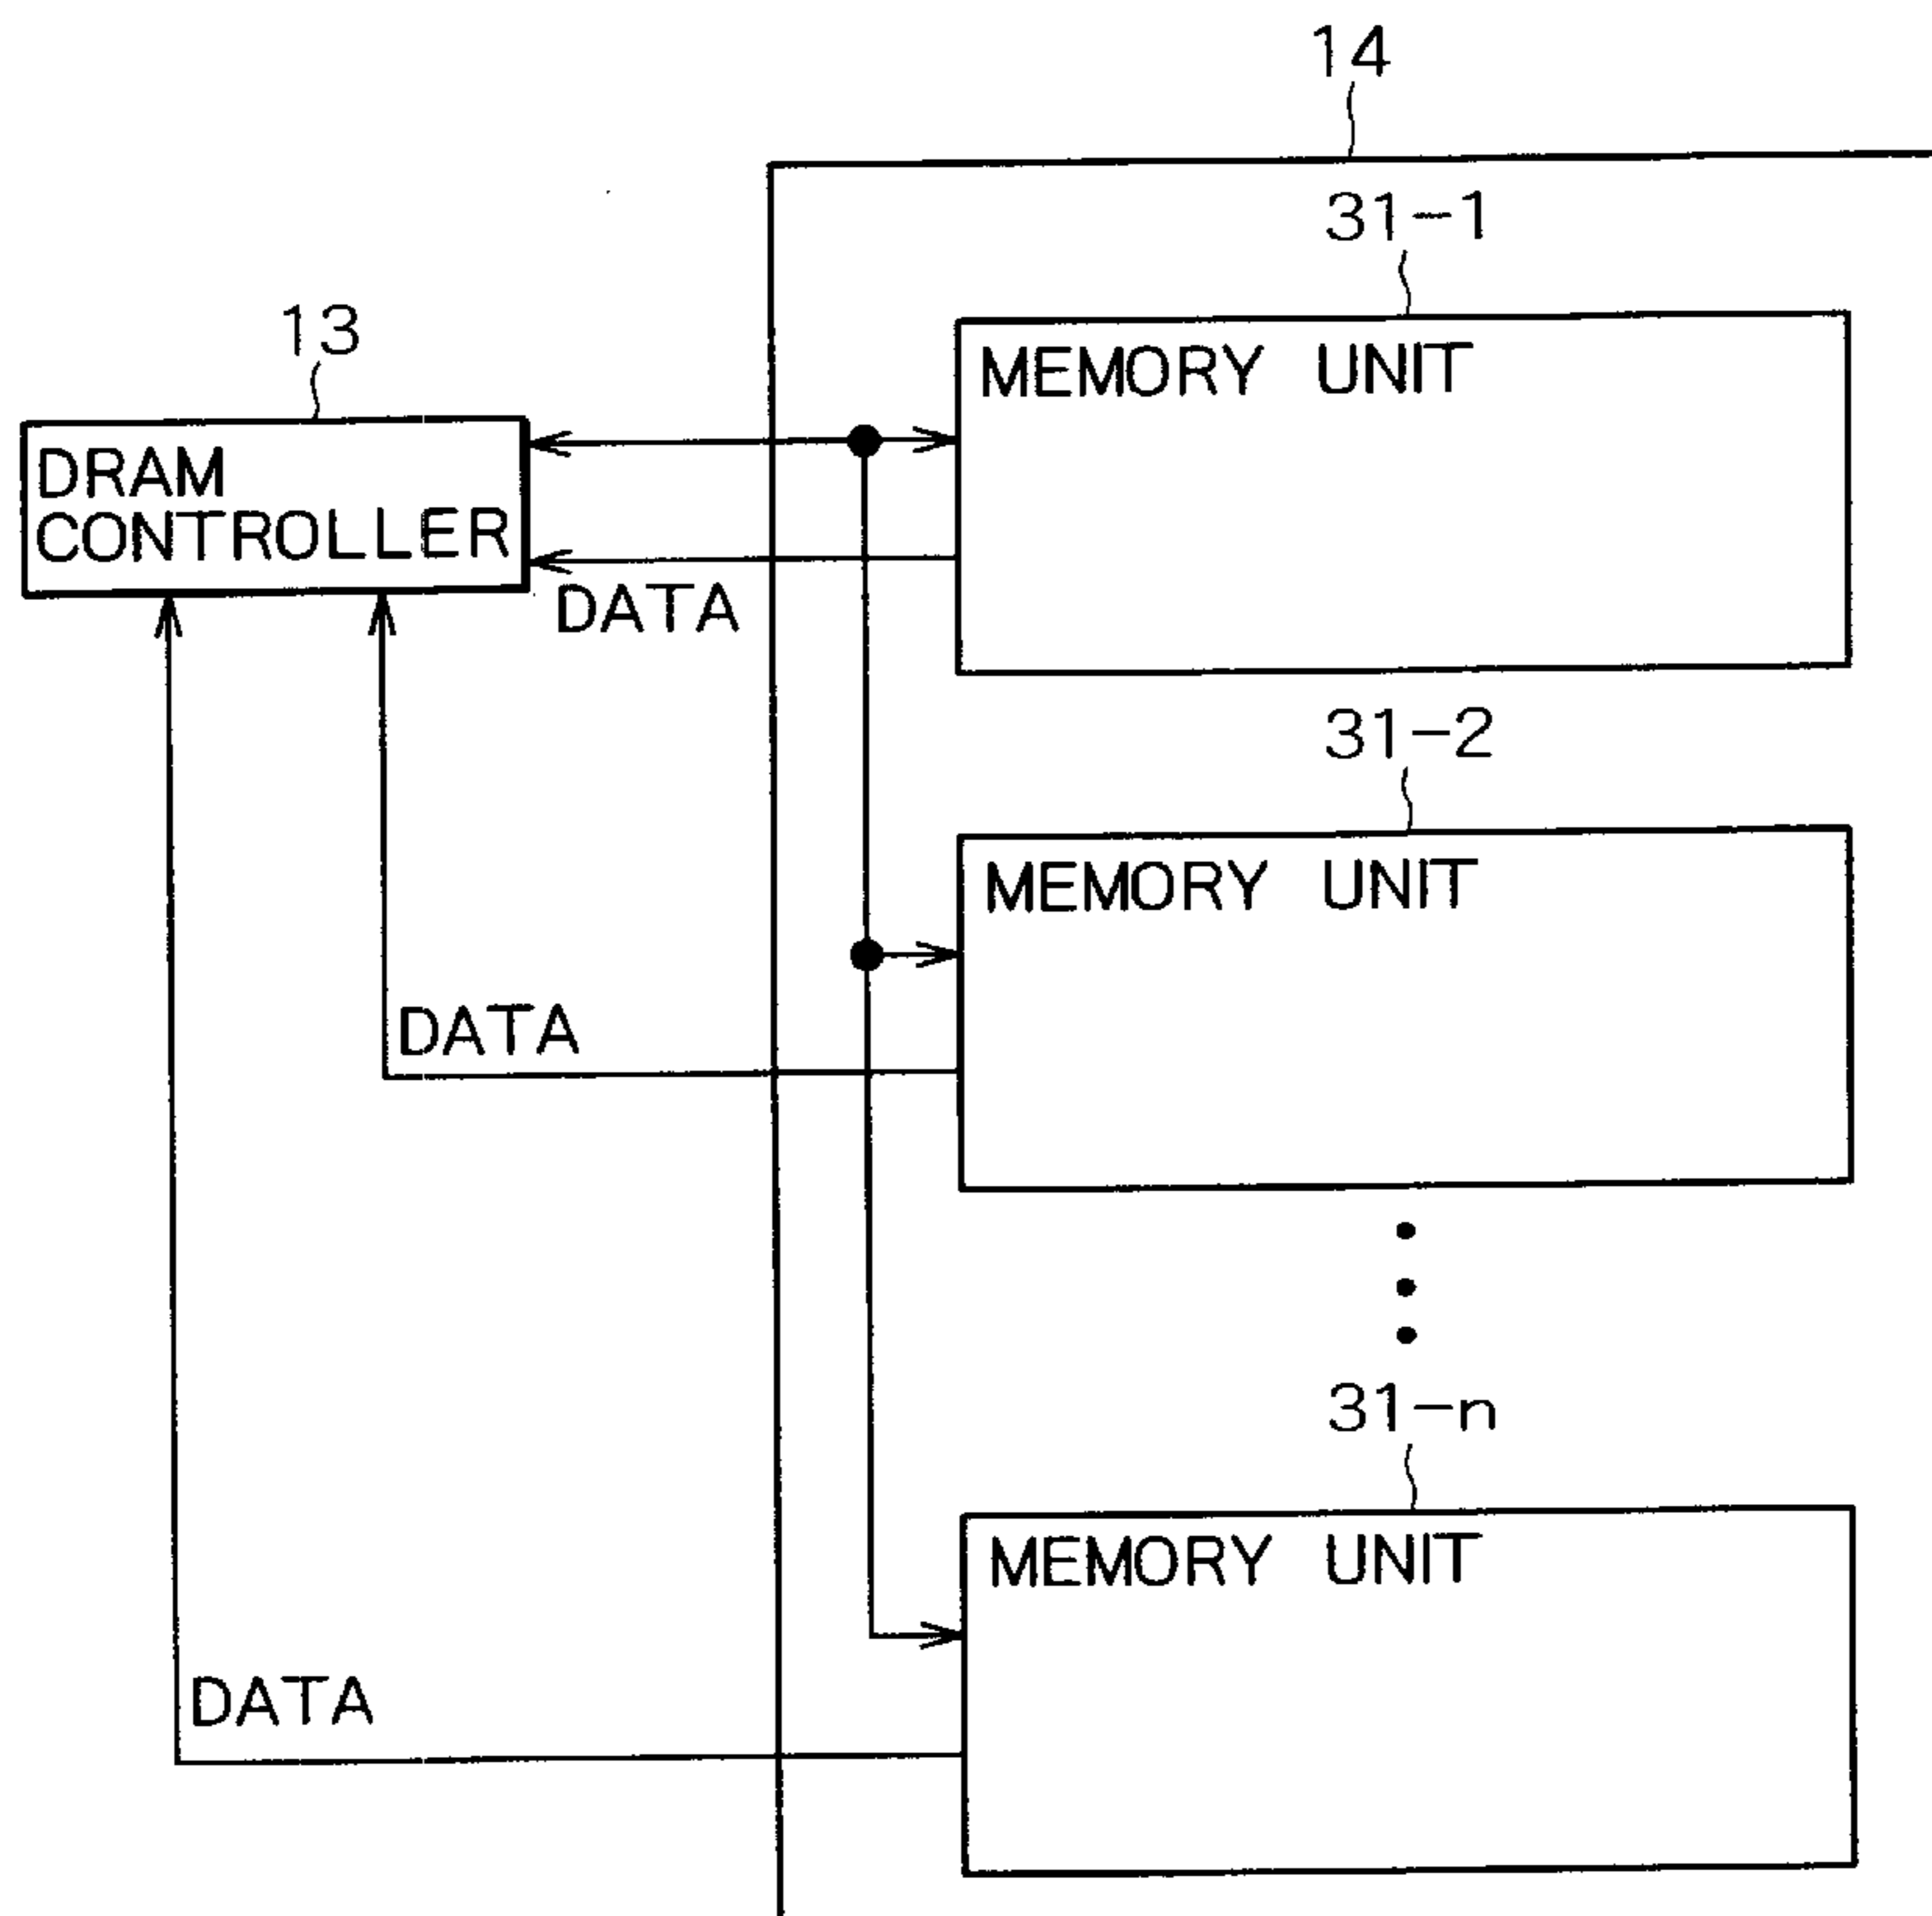 14
31-1
13
MEMORY UNIT
DRAM
CONTROLLER
DATA
31-2
MEMORY UNIT
DATA
31-n
MEMORY UNIT
DATA